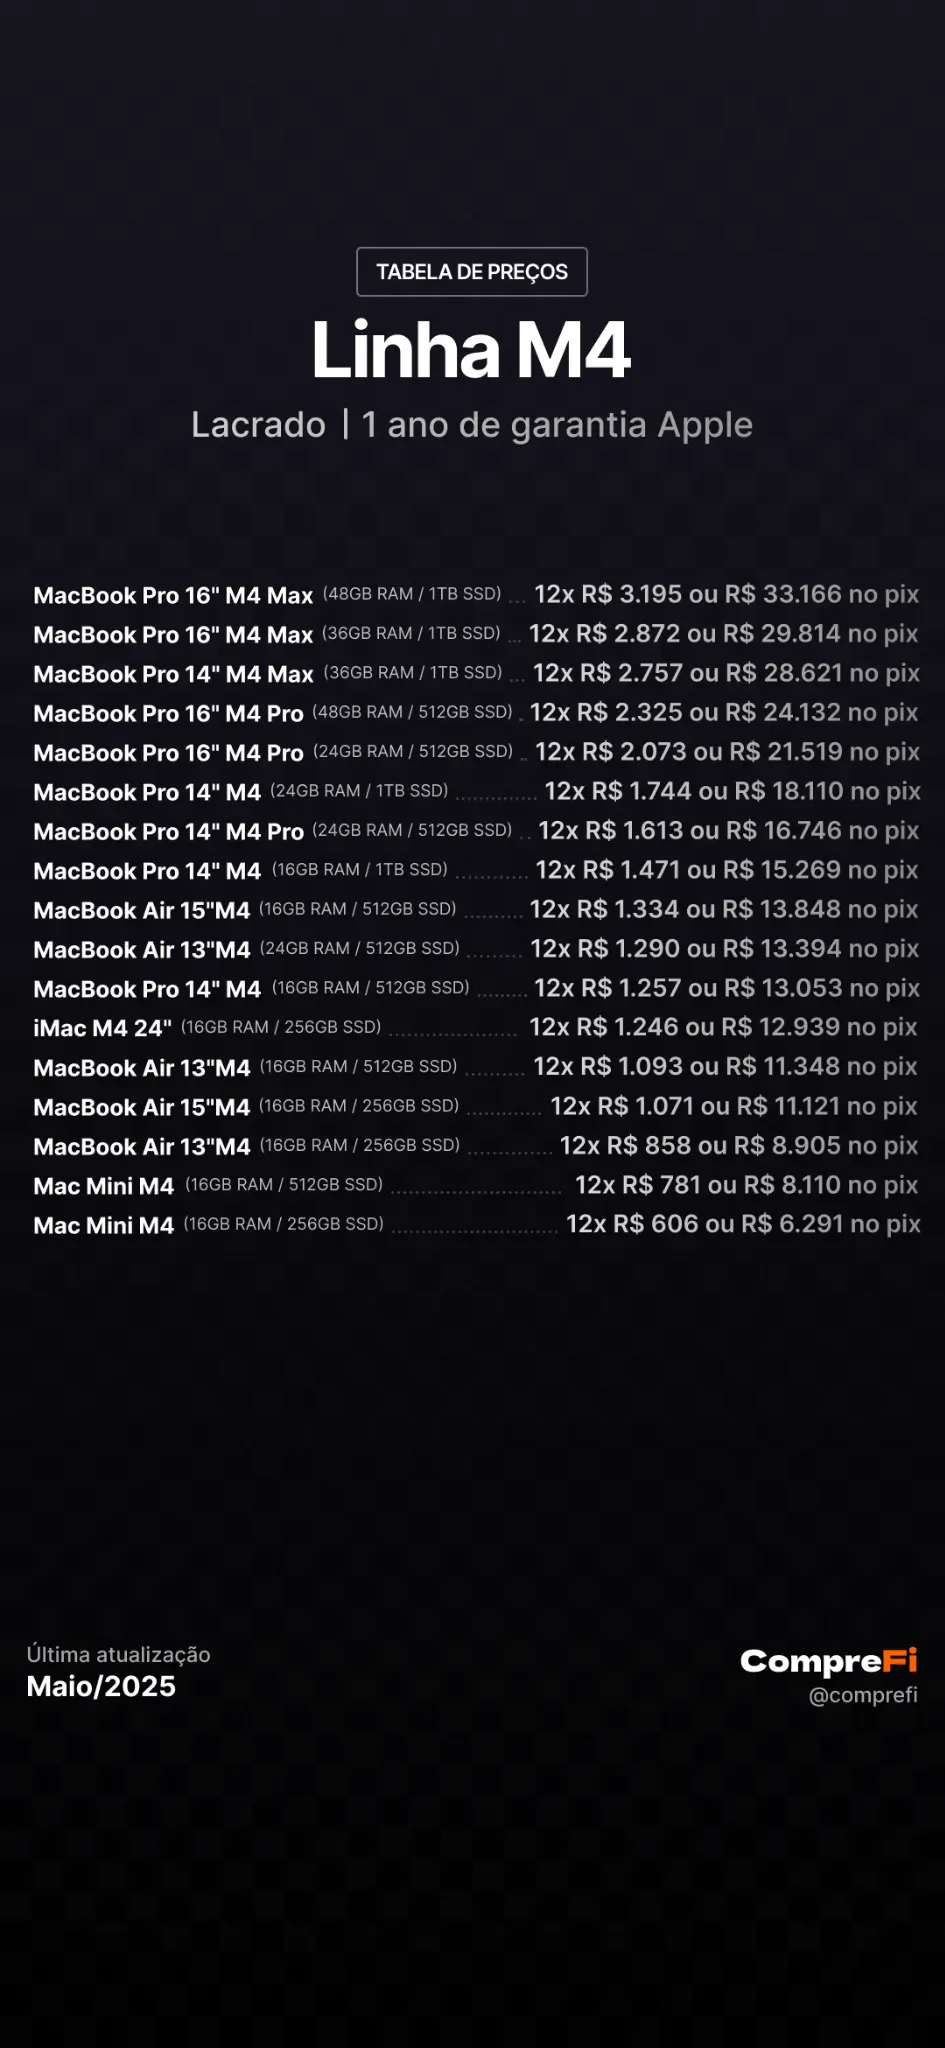 TABELA DE PREÇOS
Linha M4
Lacrado | 1 ano de garantia Apple
MacBook Pro 16" M4 Max (48GB RAM / 1TB SSD) ... 12x R$ 3.195 ou R$ 33.166 no pix
MacBook Pro 16" M4 Max (36GB RAM / 1TB SSD) ... 12x R$ 2.872 ou R$ 29.814 no pix
MacBook Pro 14" M4 Max (36GB RAM / 1TB SSD) ... 12x R$ 2.757 ou R$ 28.621 no pix
MacBook Pro 16" M4 Pro (48GB RAM / 512GB SSD) . 12x R$ 2.325 ou R$ 24.132 no pix
MacBook Pro 16" M4 Pro (24GB RAM / 512GB SSD) .. 12x R$ 2.073 ou R$ 21.519 no pix
MacBook Pro 14" M4 (24GB RAM / 1TB SSD) .............. 12x R$ 1.744 ou R$ 18.110 no pix
MacBook Pro 14" M4 Pro (24GB RAM / 512GB SSD) .. 12x R$ 1.613 ou R$ 16.746 no pix
MacBook Pro 14" M4 (16GB RAM / 1TB SSD) ............ 12x R$ 1.471 ou R$ 15.269 no pix
MacBook Air 15"M4 (16GB RAM / 512GB SSD) .......... 12x R$ 1.334 ou R$ 13.848 no pix
MacBook Air 13"M4 (24GB RAM / 512GB SSD) .......... 12x R$ 1.290 ou R$ 13.394 no pix
MacBook Pro 14" M4 (16GB RAM / 512GB SSD) ......... 12x R$ 1.257 ou R$ 13.053 no pix
iMac M4 24" (16GB RAM / 256GB SSD) ...................... 12x R$ 1.246 ou R$ 12.939 no pix
MacBook Air 13"M4 (16GB RAM / 512GB SSD) .......... 12x R$ 1.093 ou R$ 11.348 no pix
MacBook Air 15"M4 (16GB RAM / 256GB SSD) ............. 12x R$ 1.071 ou R$ 11.121 no pix
MacBook Air 13"M4 (16GB RAM / 256GB SSD) .............. 12x R$ 858 ou R$ 8.905 no pix
Mac Mini M4 (16GB RAM / 512GB SSD) ............................. 12x R$ 781 ou R$ 8.110 no pix
Mac Mini M4 (16GB RAM / 256GB SSD) ............................ 12x R$ 606 ou R$ 6.291 no pix
Última atualização
Maio/2025
CompreFi
@comprefi